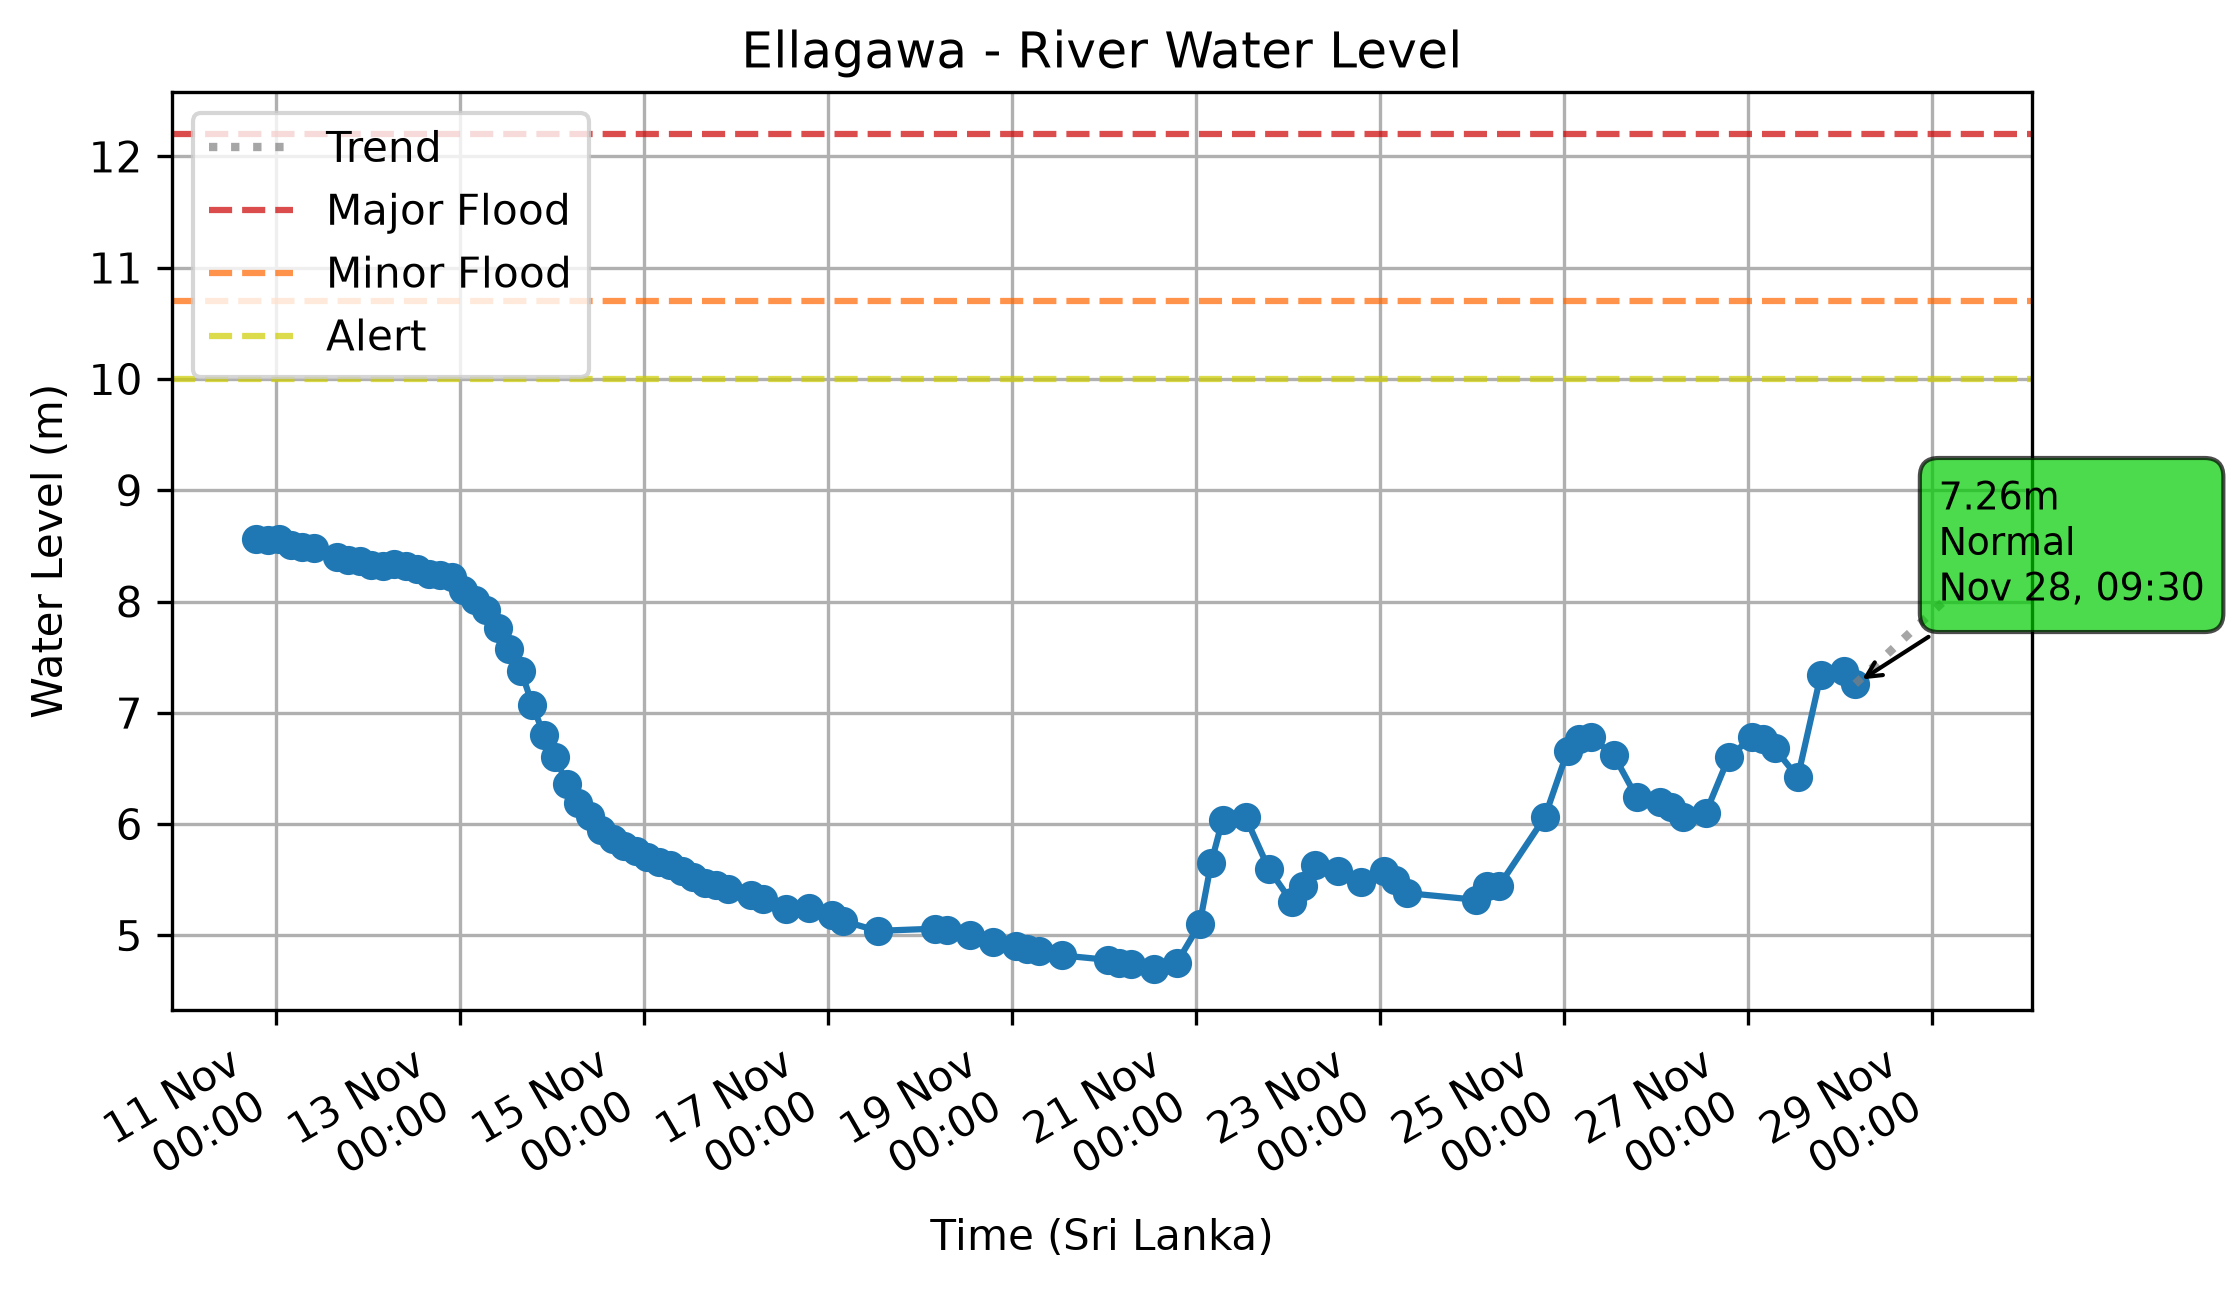 Ellagawa - River Water Level
Trend
Major Flood
Minor Flood
Alert
12
11
10
9
8
7
6
5
Water Level (m)
7.26m
Normal
Nov 28, 09:30
11 Nov
00:00
13 Nov
00:00
15 Nov
00:00
17 Nov
00:00
19 Nov
00:00
21 Nov
00:00
23 Nov
00:00
25 Nov
00:00
27 Nov
00:00
29 Nov
00:00
Time (Sri Lanka)